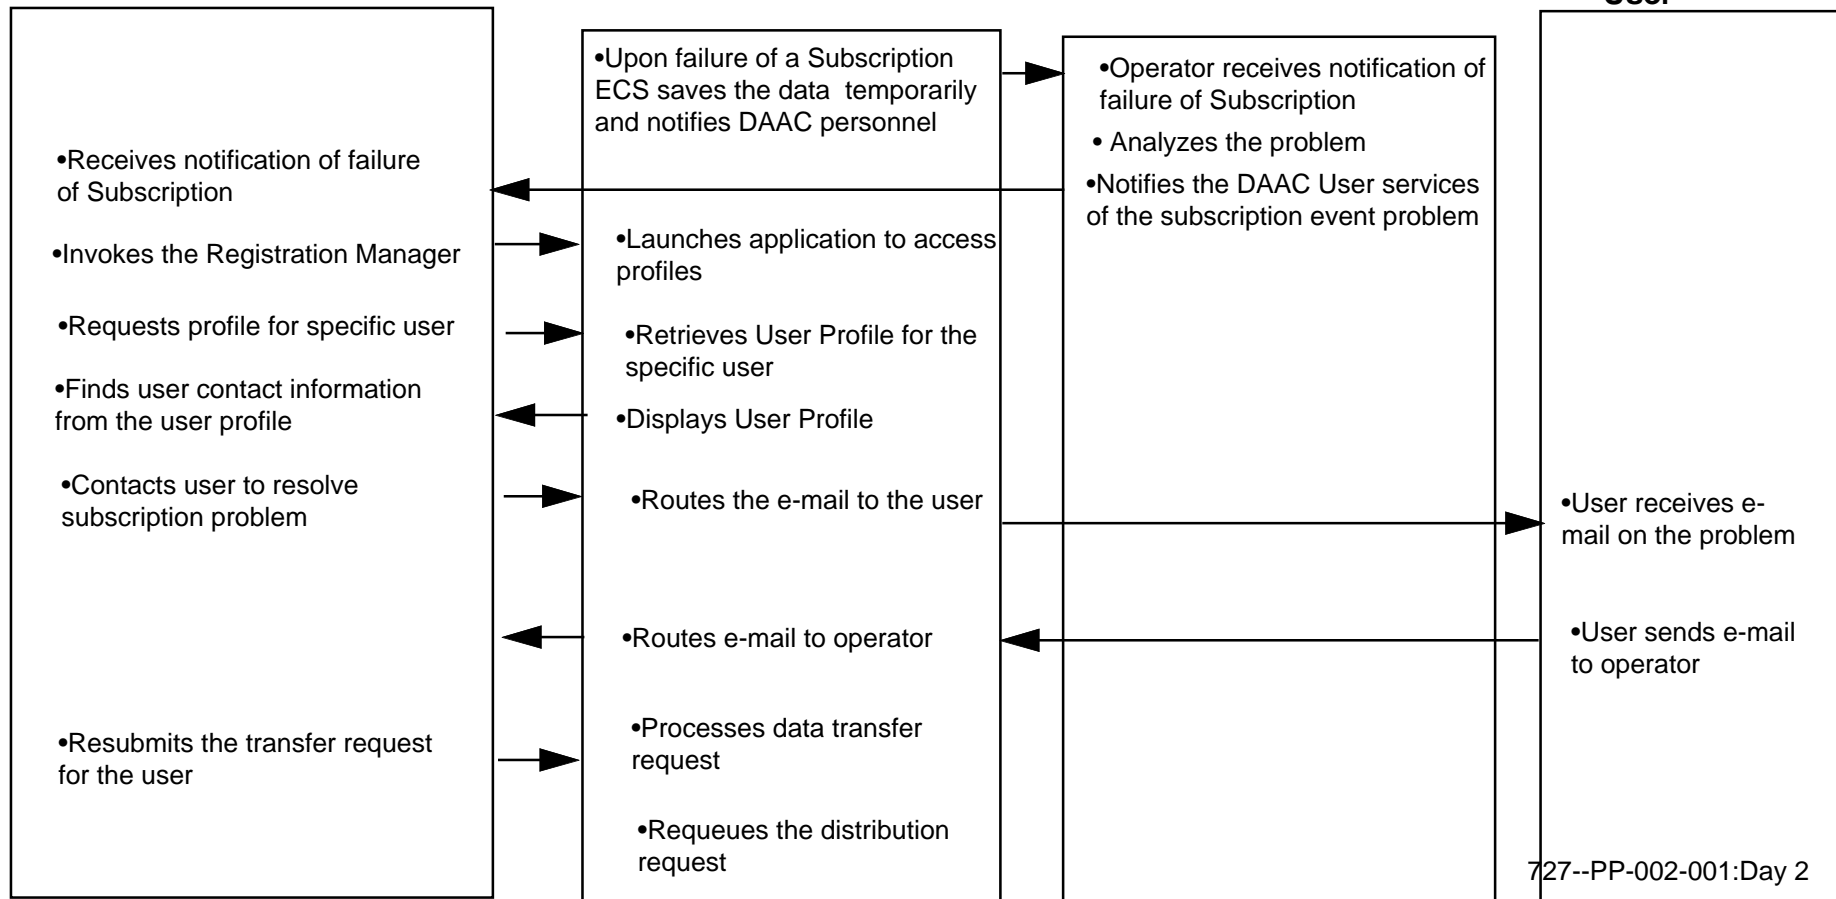 User
•Receives notification of failure
of Subscription
•Invokes the Registration Manager
•Requests profile for specific user
•Finds user contact information
from the user profile
•Contacts user to resolve
subscription problem
•Resubmits the transfer request
for the user
•Upon failure of a Subscription
ECS saves the data temporarily
and notifies DAAC personnel
•Launches application to access
profiles
•Retrieves User Profile for the
specific user
•Displays User Profile
•Routes the e-mail to the user
•Routes e-mail to operator
•Processes data transfer
request
•Requeues the distribution
request
•Operator receives notification of
failure of Subscription
• Analyzes the problem
•Notifies the DAAC User services
of the subscription event problem
•User receives e-
mail on the problem
•User sends e-mail
to operator
727--PP-002-001:Day 2